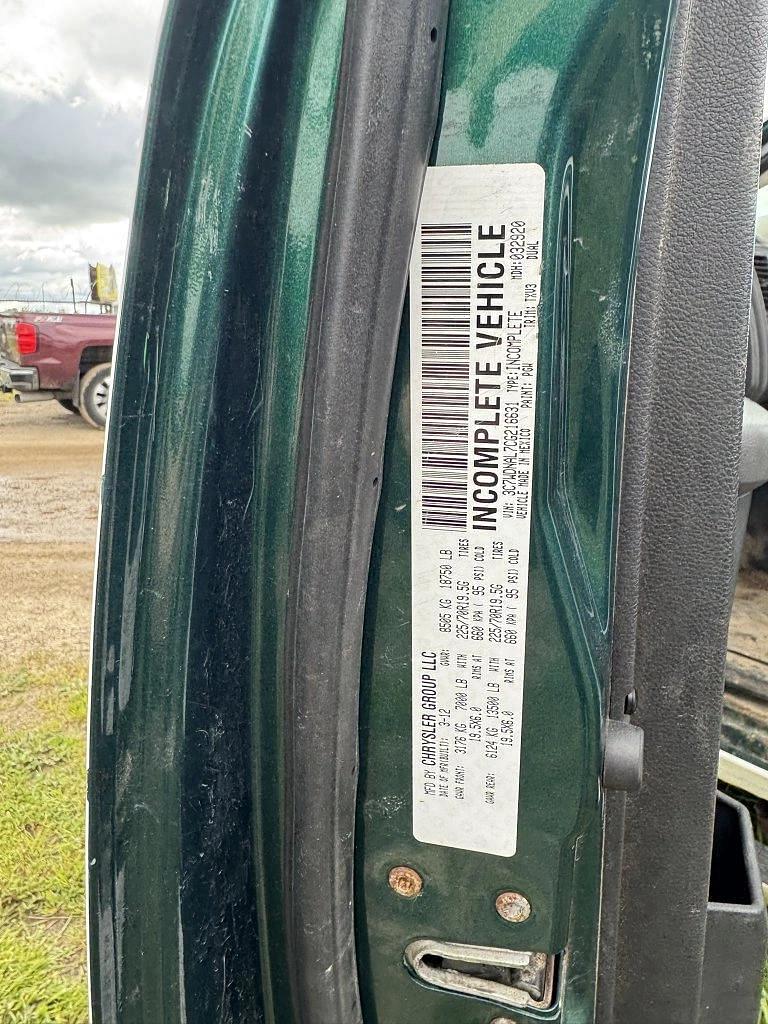 MFD BY CHRYSLER GROUP LLC
DATE OF MFR(BUILT): 3-12 GVWR: 8505 KG 18750 LB
GAWR FRONT: 3176 KG 7000 LB WITH 225/70R19.5G TIRES
19.5X6.0 RIMS AT 660 KPA ( 95 PSI) COLD
GAWR REAR: 6124 KG 13500 LB WITH 225/70R19.5G TIRES
19.5X6.0 RIMS AT 660 KPA ( 95 PSI) COLD
INCOMPLETE VEHICLE
VIN: 3C7WDNAL7CG216631 TYPE:INCOMPLETE MDH:032920
VEHICLE MADE IN MEXICO PAINT: PGW TRIM: TXV3 DUAL